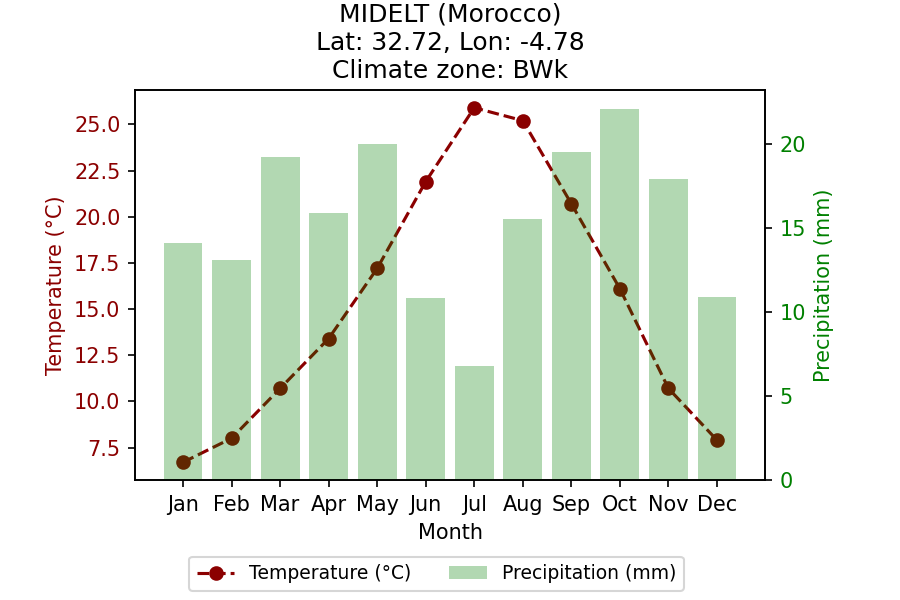 MIDELT (Morocco)
Lat: 32.72, Lon: -4.78
Climate zone: BWk
Temperature (°C)
25.0
22.5
20.0
17.5
15.0
12.5
10.0
7.5
20
15
10
5
0
Precipitation (mm)
Jan Feb Mar Apr May Jun Jul Aug Sep Oct Nov Dec
Month
Temperature (°C) Precipitation (mm)